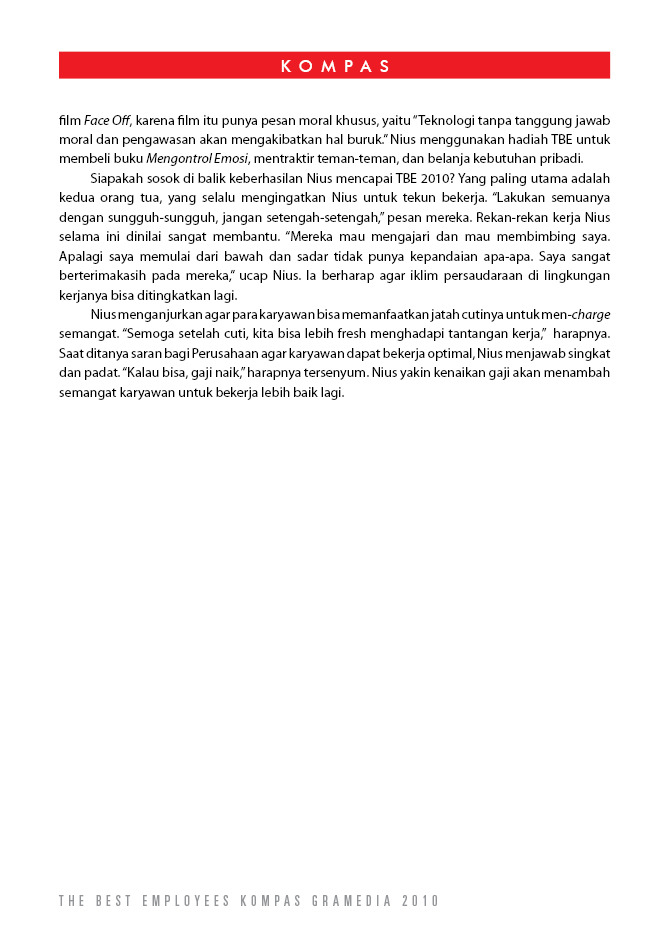 KOMPAS
film Face Off, karena film itu punya pesan moral khusus, yaitu “Teknologi tanpa tanggung jawab
moral dan pengawasan akan mengakibatkan hal buruk.” Nius menggunakan hadiah TBE untuk
membeli buku Mengontrol Emosi, mentraktir teman-teman, dan belanja kebutuhan pribadi.
Siapakah sosok di balik keberhasilan Nius mencapai TBE 2010? Yang paling utama adalah
kedua orang tua, yang selalu mengingatkan Nius untuk tekun bekerja. “Lakukan semuanya
dengan sungguh-sungguh, jangan setengah-setengah,” pesan mereka. Rekan-rekan kerja Nius
selama ini dinilai sangat membantu. “Mereka mau mengajari dan mau membimbing saya.
Apalagi saya memulai dari bawah dan sadar tidak punya kepandaian apa-apa. Saya sangat
berterimakasih pada mereka,” ucap Nius. Ia berharap agar iklim persaudaraan di lingkungan
kerjanya bisa ditingkatkan lagi.
Nius menganjurkan agar para karyawan bisa memanfaatkan jatah cutinya untuk men-charge
semangat. “Semoga setelah cuti, kita bisa lebih fresh menghadapi tantangan kerja,” harapnya.
Saat ditanya saran bagi Perusahaan agar karyawan dapat bekerja optimal, Nius menjawab singkat
dan padat. “Kalau bisa, gaji naik,” harapnya tersenyum. Nius yakin kenaikan gaji akan menambah
semangat karyawan untuk bekerja lebih baik lagi.
THE BEST EMPLOYEES KOMPAS GRAMEDIA 2010